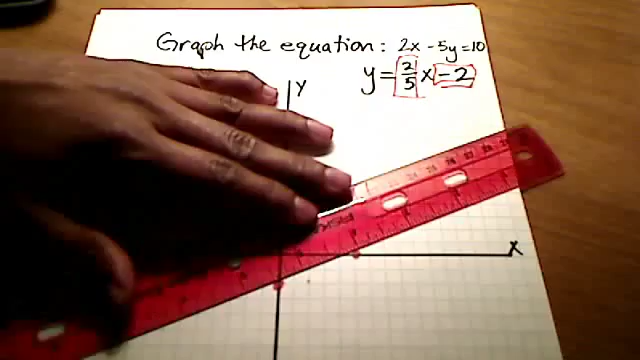 Graph the equation: 2x - 5y = 10
y = 2/5 x - 2
Y
X